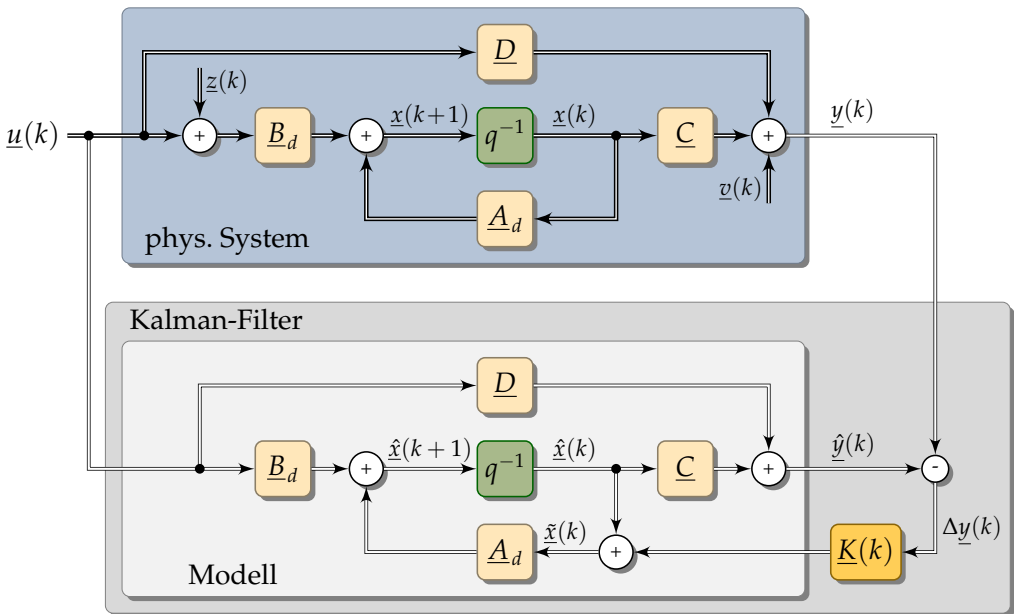 D
z(k)
u(k)
+
B_d
+
x(k+1)
q⁻¹
x(k)
C
+
y(k)
v(k)
A_d
phys. System
Kalman-Filter
D
B_d
+
x̂(k+1)
q⁻¹
x̂(k)
C
+
ŷ(k)
-
A_d
x̃(k)
+
K(k)
Δy(k)
Modell